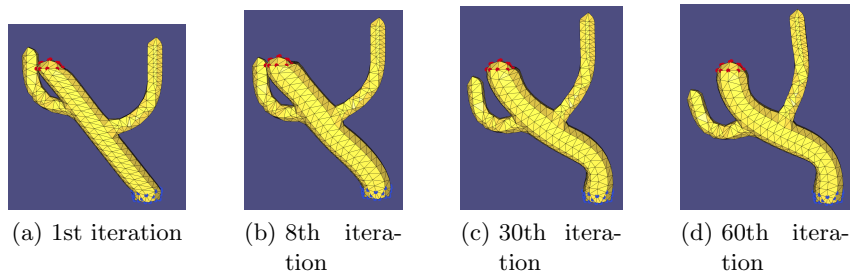 (a) 1st iteration
(b) 8th itera-
tion
(c) 30th itera-
tion
(d) 60th itera-
tion